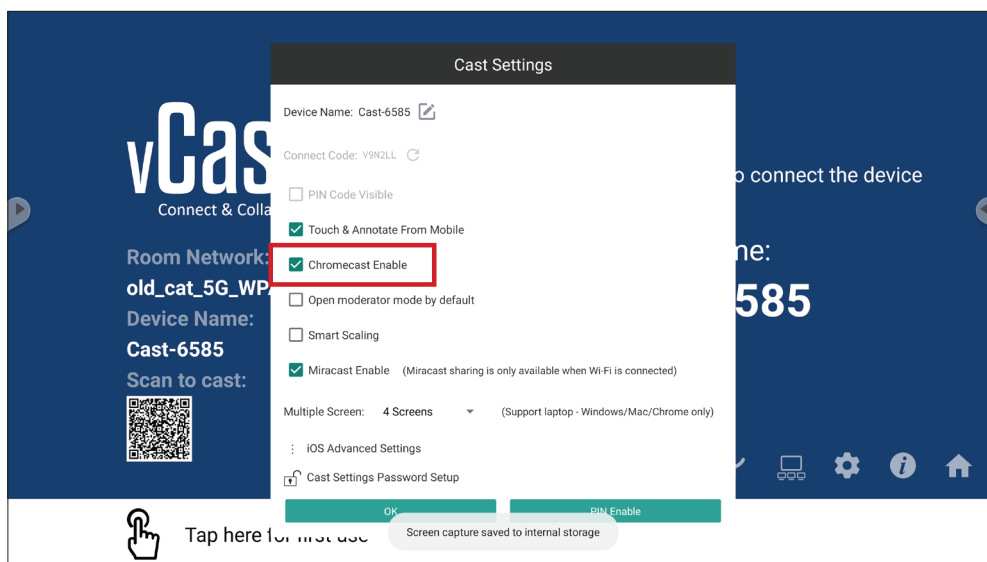 Cast Settings
Device Name: Cast-6585
Connect Code: V9N2LL
PIN Code Visible
Touch & Annotate From Mobile
Chromecast Enable
Open moderator mode by default
Smart Scaling
Miracast Enable (Miracast sharing is only available when Wi-Fi is connected)
Multiple Screen: 4 Screens (Support laptop - Windows/Mac/Chrome only)
iOS Advanced Settings
Cast Settings Password Setup
OK PIN Enable
Screen capture saved to internal storage
vCas
Connect & Colla
Room Network:
old_cat_5G_WPA
Device Name:
Cast-6585
Scan to cast:
o connect the device
me:
585
Tap here for first use